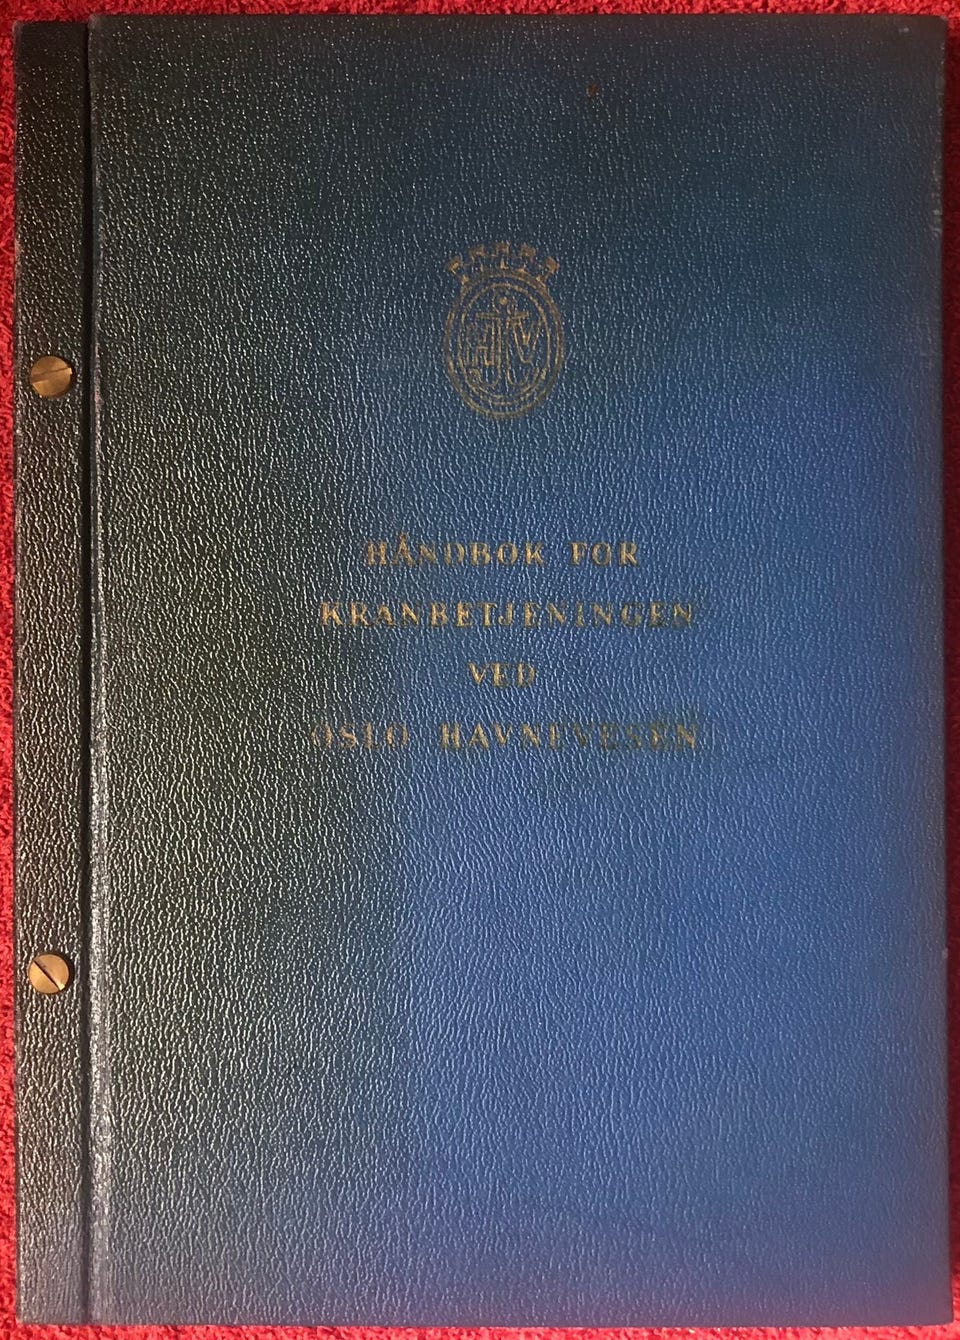 HÅNDBOK FOR
KRANBETJENINGEN
VED
OSLO HAVNEVESEN